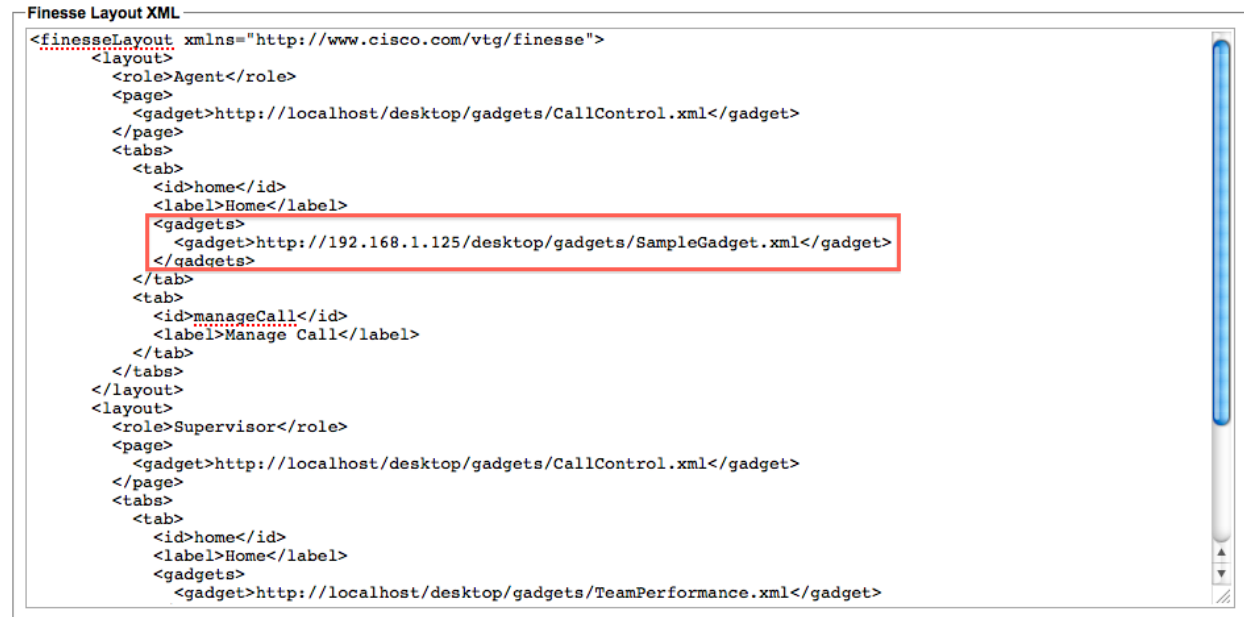 Finesse Layout XML
<finesseLayout xmlns="http://www.cisco.com/vtg/finesse">
<layout>
<role>Agent</role>
<page>
<gadget>http://localhost/desktop/gadgets/CallControl.xml</gadget>
</page>
<tabs>
<tab>
<id>home</id>
<label>Home</label>
<gadgets>
<gadget>http://192.168.1.125/desktop/gadgets/SampleGadget.xml</gadget>
</gadgets>
</tab>
<tab>
<id>manageCall</id>
<label>Manage Call</label>
</tab>
</tabs>
</layout>
<layout>
<role>Supervisor</role>
<page>
<gadget>http://localhost/desktop/gadgets/CallControl.xml</gadget>
</page>
<tabs>
<tab>
<id>home</id>
<label>Home</label>
<gadgets>
<gadget>http://localhost/desktop/gadgets/TeamPerformance.xml</gadget>